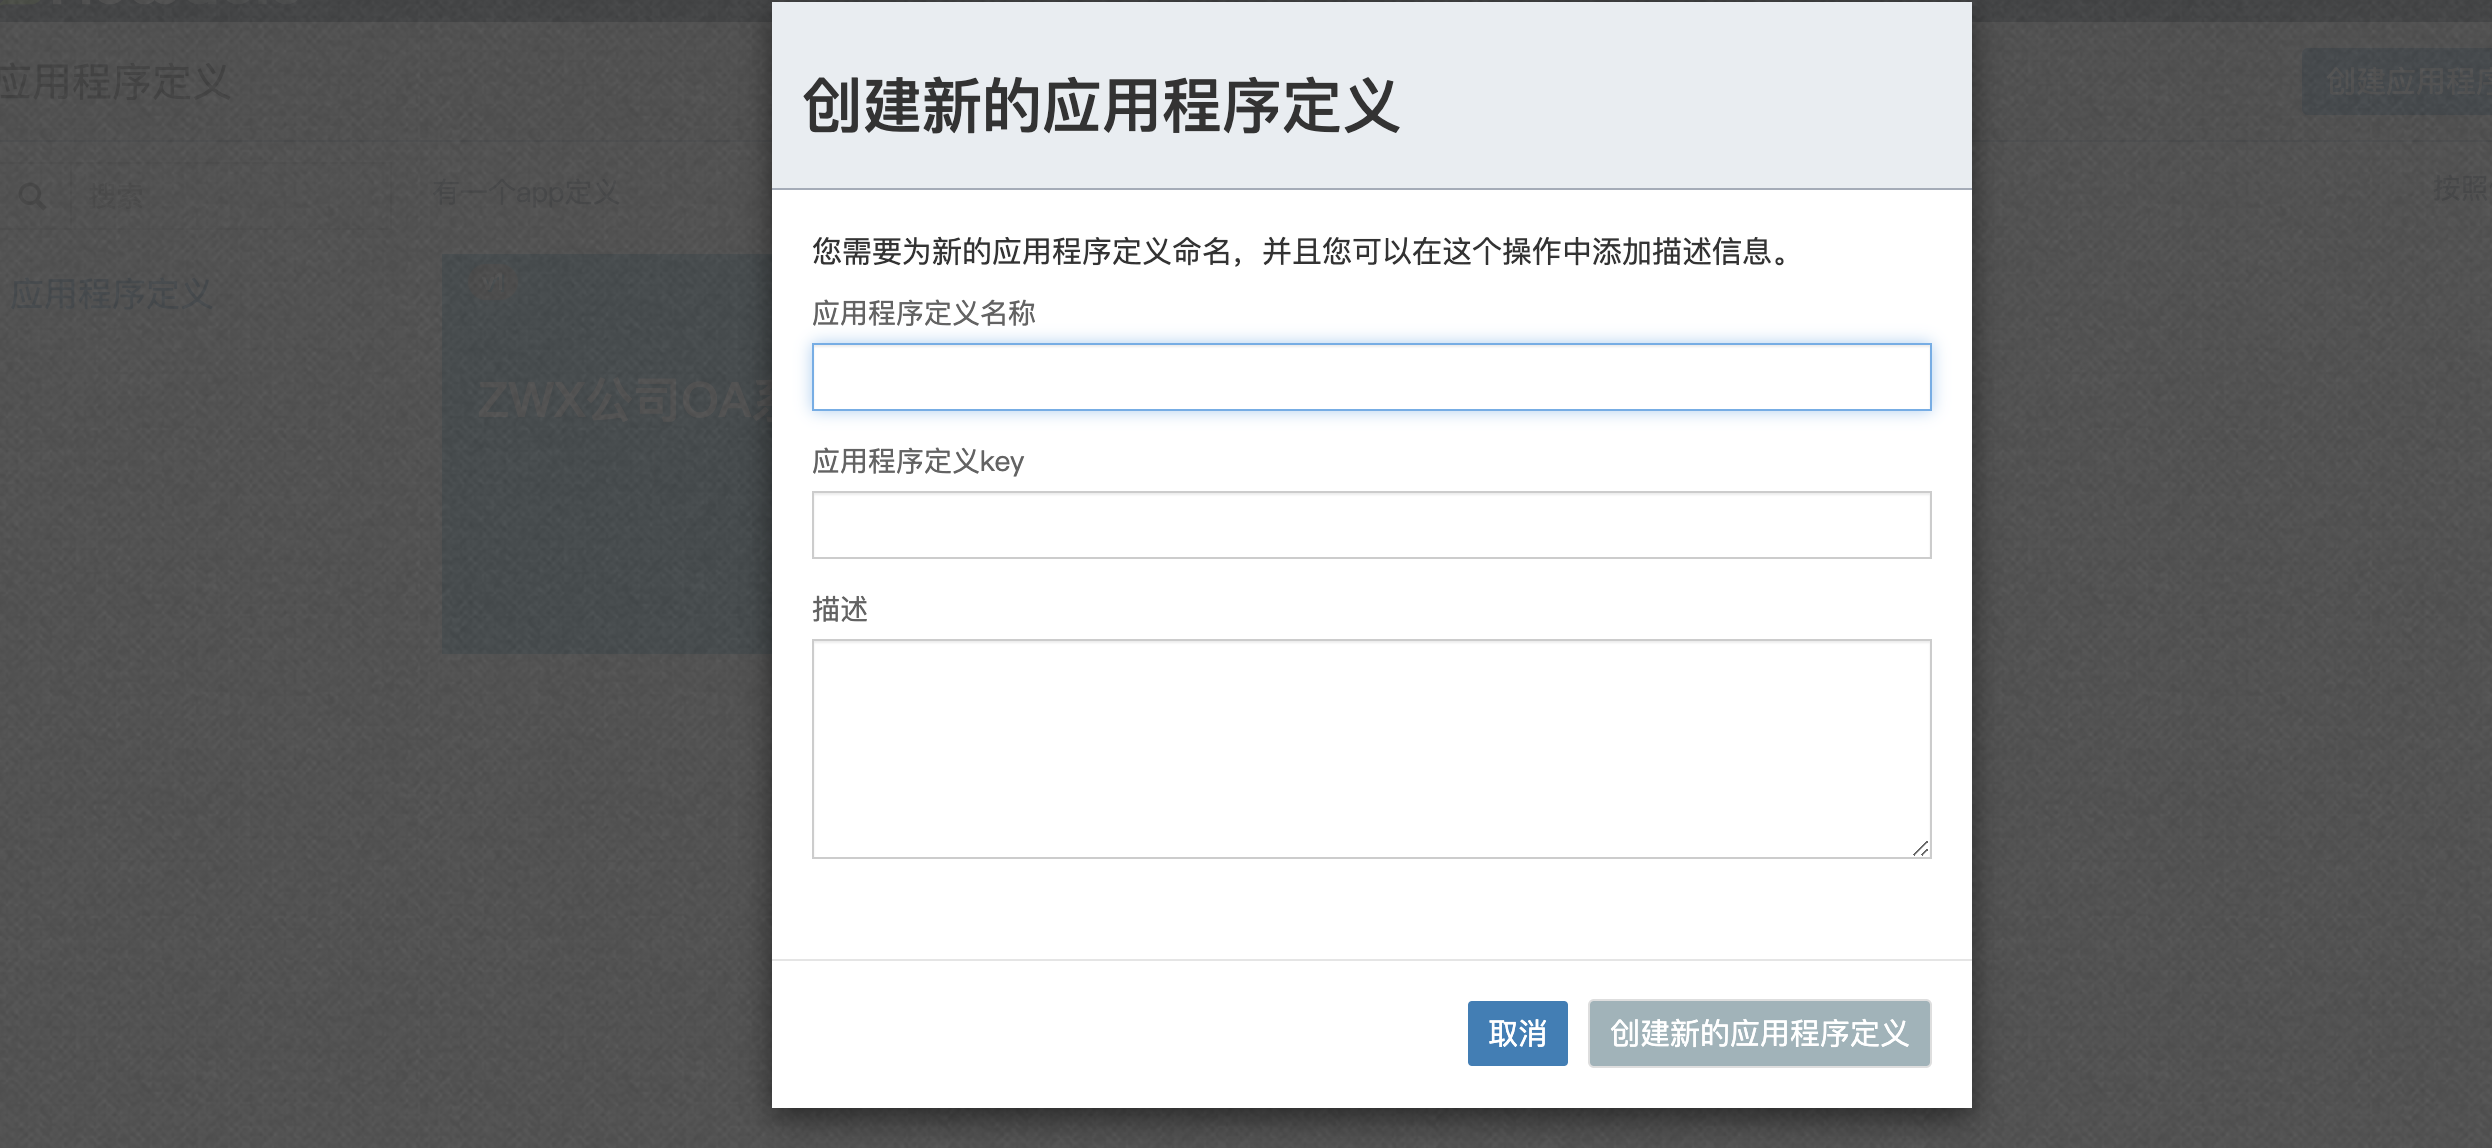 应用程序定义
创建应用程
搜索
有一个app定义
按照
应用程序定义
ZWX公司OA
创建新的应用程序定义
您需要为新的应用程序定义命名，并且您可以在这个操作中添加描述信息。
应用程序定义名称
应用程序定义key
描述
取消
创建新的应用程序定义